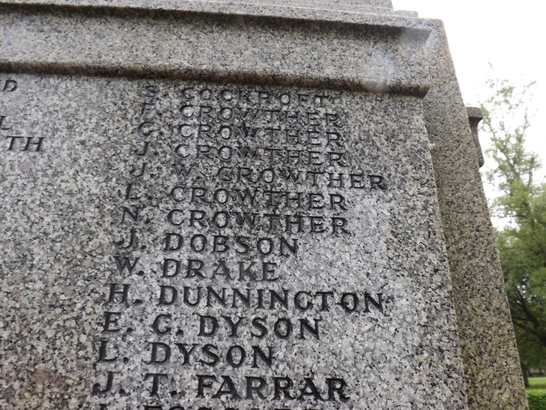 S. COCKROFT
E. CROWTHER
G. CROWTHER
J. CROWTHER
J. W. CROWTHER
L. CROWTHER
N. CROWTHER
J. DOBSON
W. DRAKE
H. DUNNINGTON
E. C. DYSON
L. DYSON
J. T. FARRAR